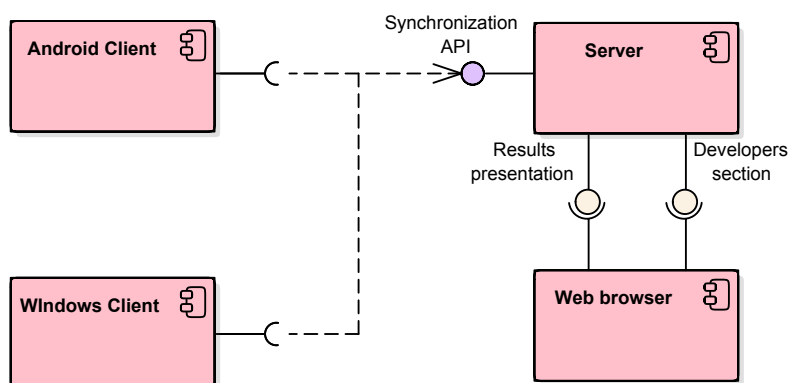 Android Client
Synchronization
API
Server
Results
presentation
Developers
section
WIndows Client
Web browser